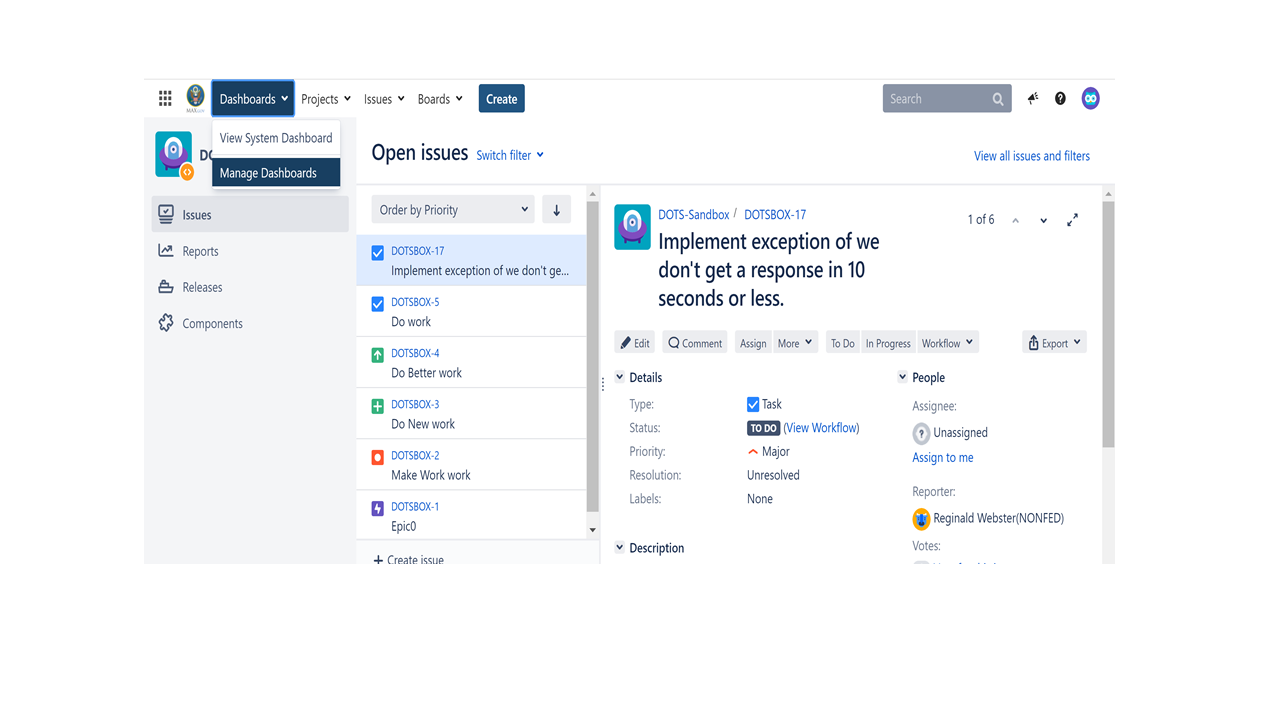 Dashboards Projects Issues Boards Create Search
View System Dashboard
Manage Dashboards
Open issues Switch filter View all issues and filters
Issues
Reports
Releases
Components
Order by Priority
DOTSBOX-17
Implement exception of we don't ge...
DOTSBOX-5
Do work
DOTSBOX-4
Do Better work
DOTSBOX-3
Do New work
DOTSBOX-2
Make Work work
DOTSBOX-1
Epic0
+ Create issue
DOTS-Sandbox / DOTSBOX-17 1 of 6
Implement exception of we
don't get a response in 10
seconds or less.
Edit Comment Assign More To Do In Progress Workflow Export
Details
Type: Task
Status: TO DO (View Workflow)
Priority: Major
Resolution: Unresolved
Labels: None
Description
People
Assignee:
Unassigned
Assign to me
Reporter:
Reginald Webster(NONFED)
Votes: